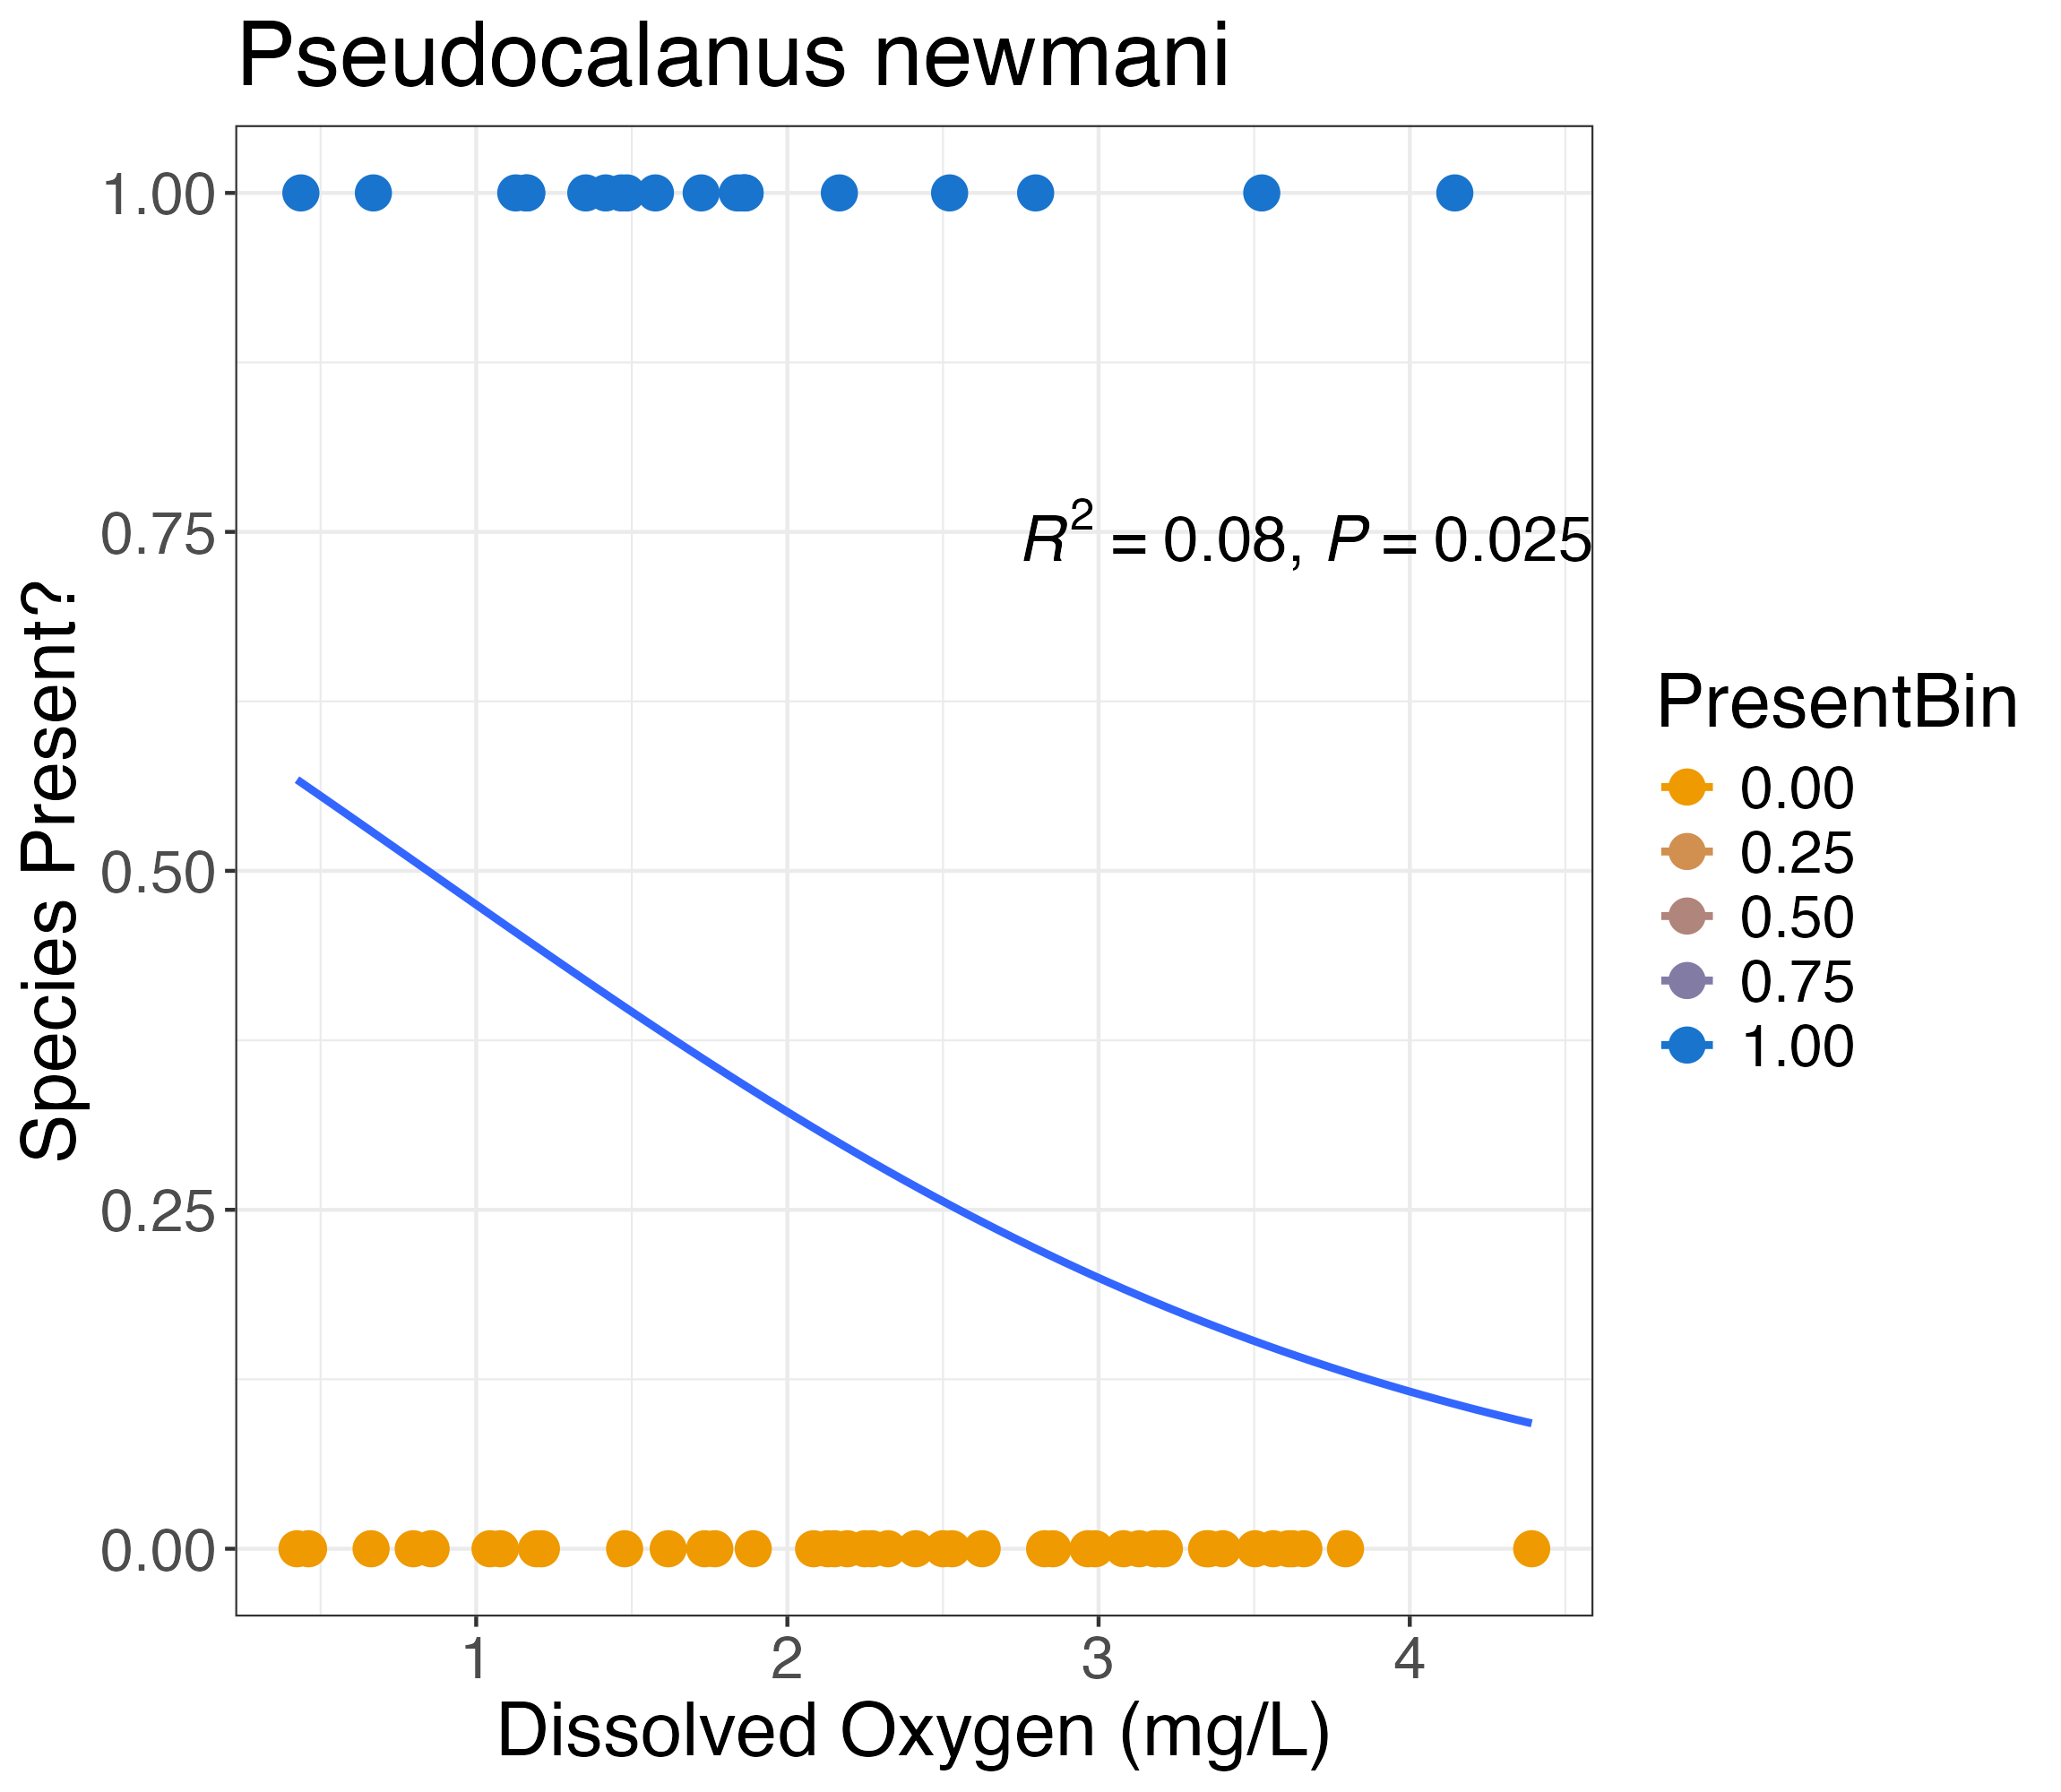 Pseudocalanus newmani
1.00
0.75
0.50
0.25
0.00
Species Present?
R² = 0.08, P = 0.025
1 2 3 4
Dissolved Oxygen (mg/L)
PresentBin
0.00
0.25
0.50
0.75
1.00